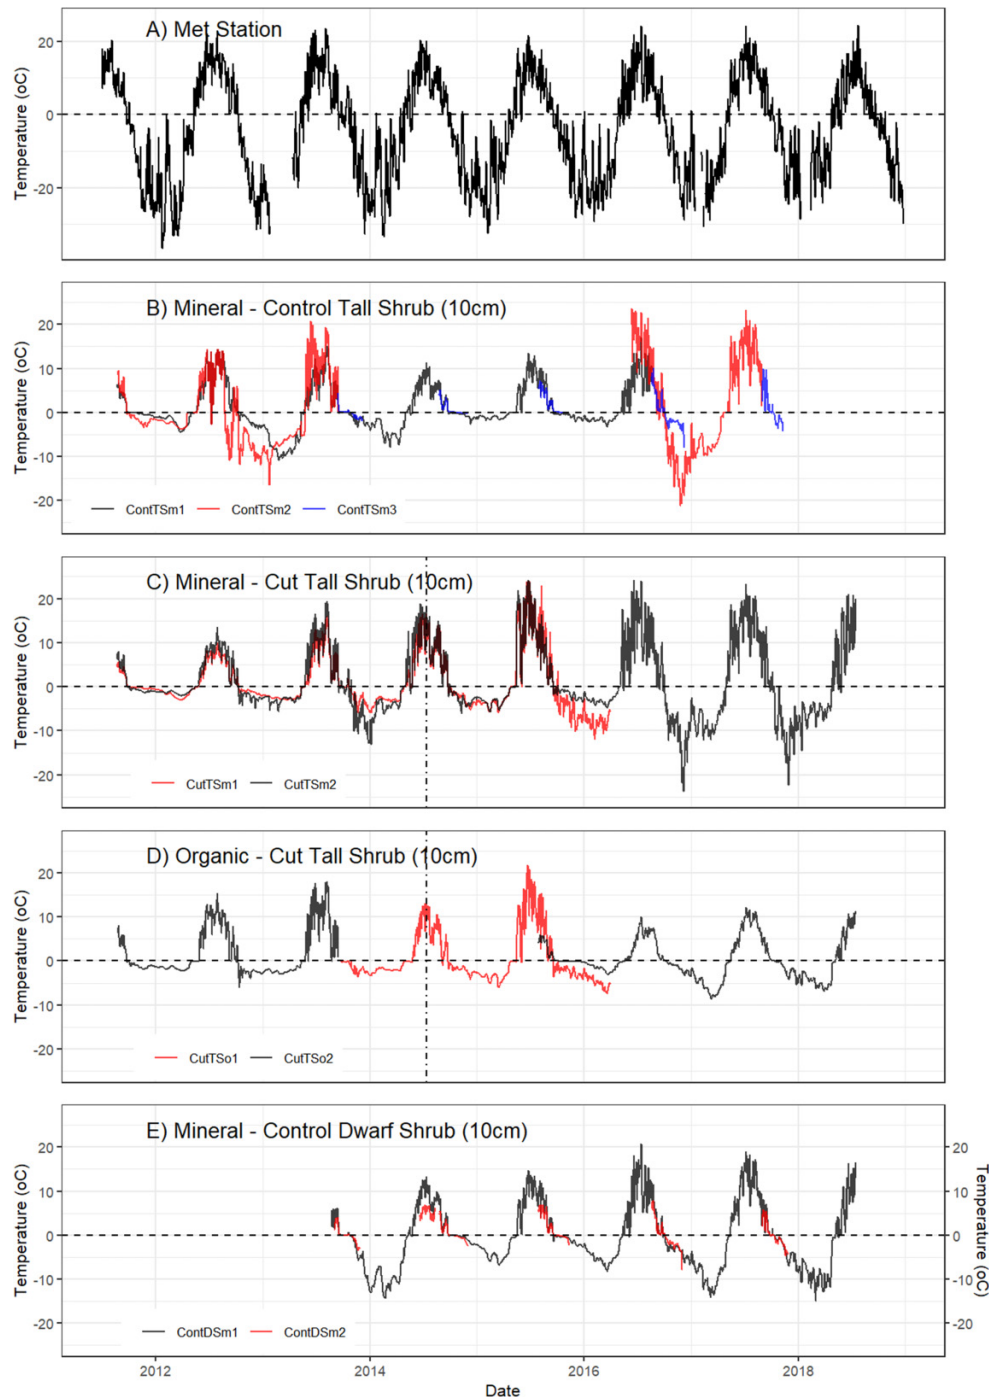 A) Met Station
Temperature (oC)
20
0
-20
B) Mineral - Control Tall Shrub (10cm)
Temperature (oC)
20
10
0
-10
-20
ContTSm1 ContTSm2 ContTSm3
C) Mineral - Cut Tall Shrub (10cm)
Temperature (oC)
20
10
0
-10
-20
CutTSm1 CutTSm2
D) Organic - Cut Tall Shrub (10cm)
Temperature (oC)
20
10
0
-10
-20
CutTSo1 CutTSo2
E) Mineral - Control Dwarf Shrub (10cm)
Temperature (oC)
20 20
10 10
0 0
-10 -10
-20 -20
Temperature (oC)
ContDSm1 ContDSm2
2012 2014 2016 2018
Date